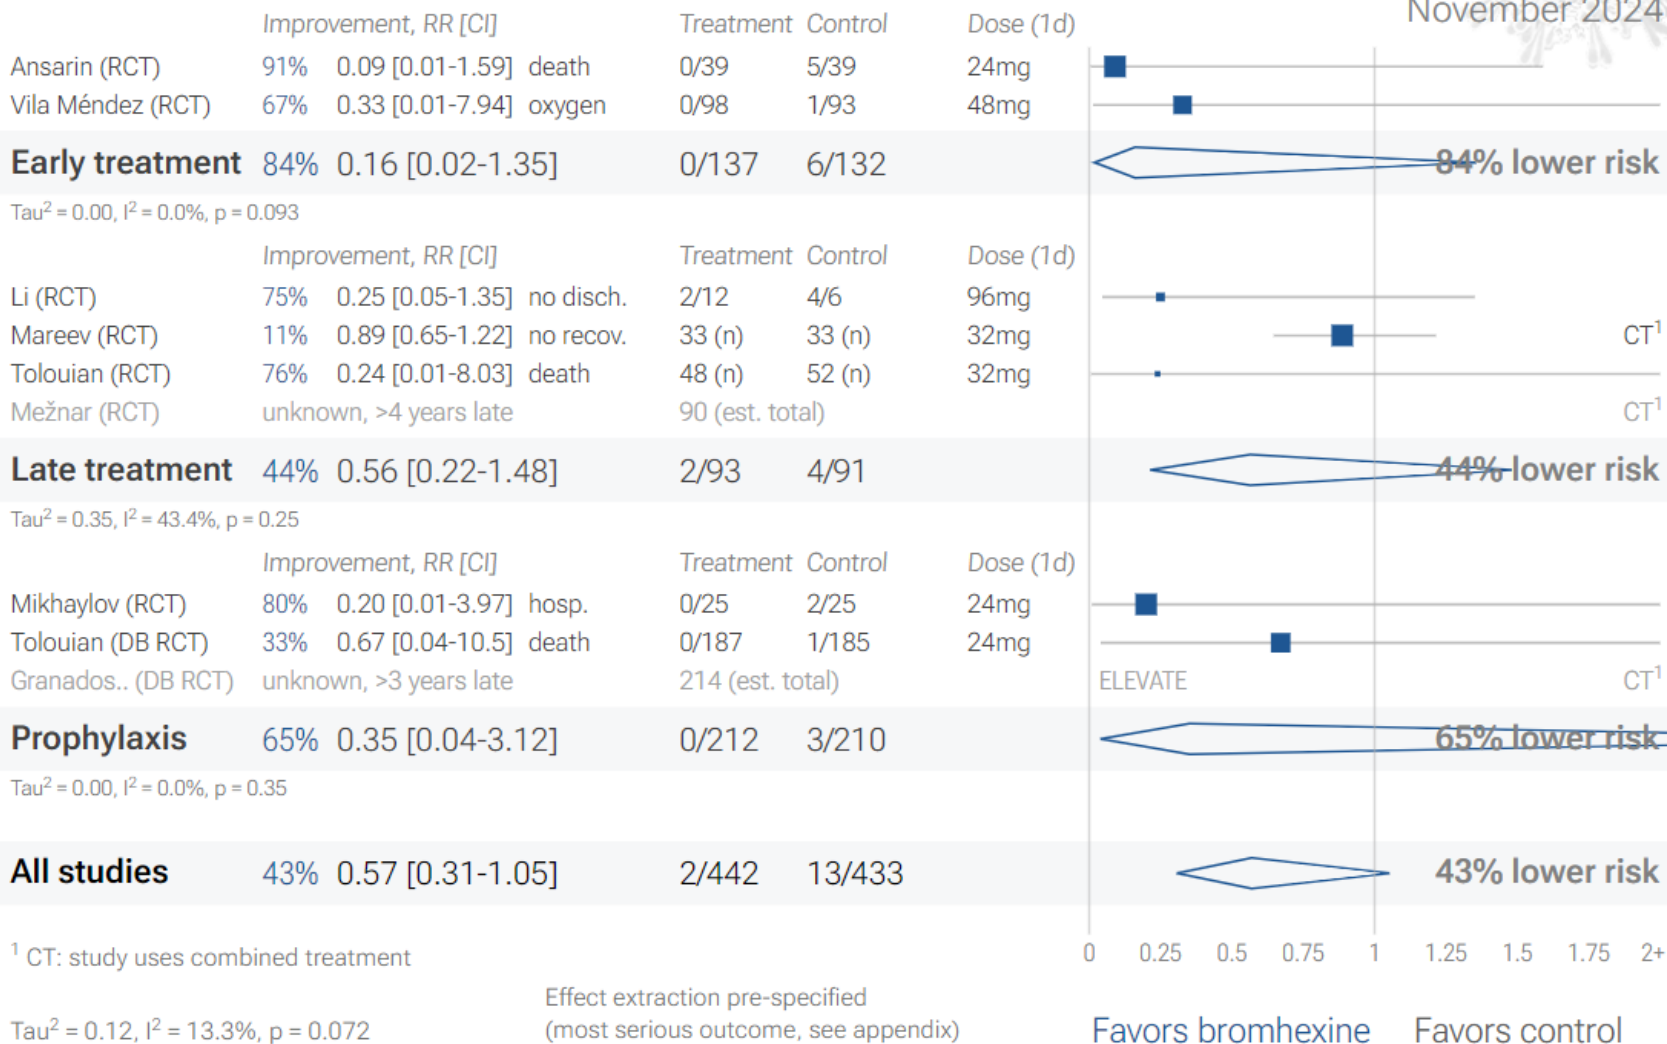 November 2024
Improvement, RR [CI] Treatment Control Dose (1d)
Ansarin (RCT) 91% 0.09 [0.01-1.59] death 0/39 5/39 24mg
Vila Méndez (RCT) 67% 0.33 [0.01-7.94] oxygen 0/98 1/93 48mg
Early treatment 84% 0.16 [0.02-1.35] 0/137 6/132 84% lower risk
Tau² = 0.00, I² = 0.0%, p = 0.093
Improvement, RR [CI] Treatment Control Dose (1d)
Li (RCT) 75% 0.25 [0.05-1.35] no disch. 2/12 4/6 96mg
Mareev (RCT) 11% 0.89 [0.65-1.22] no recov. 33 (n) 33 (n) 32mg CT¹
Tolouian (RCT) 76% 0.24 [0.01-8.03] death 48 (n) 52 (n) 32mg
Mežnar (RCT) unknown, >4 years late 90 (est. total) CT¹
Late treatment 44% 0.56 [0.22-1.48] 2/93 4/91 44% lower risk
Tau² = 0.35, I² = 43.4%, p = 0.25
Improvement, RR [CI] Treatment Control Dose (1d)
Mikhaylov (RCT) 80% 0.20 [0.01-3.97] hosp. 0/25 2/25 24mg
Tolouian (DB RCT) 33% 0.67 [0.04-10.5] death 0/187 1/185 24mg
Granados.. (DB RCT) unknown, >3 years late 214 (est. total) ELEVATE CT¹
Prophylaxis 65% 0.35 [0.04-3.12] 0/212 3/210 65% lower risk
Tau² = 0.00, I² = 0.0%, p = 0.35
All studies 43% 0.57 [0.31-1.05] 2/442 13/433 43% lower risk
0 0.25 0.5 0.75 1 1.25 1.5 1.75 2+
¹ CT: study uses combined treatment
Effect extraction pre-specified
Tau² = 0.12, I² = 13.3%, p = 0.072 (most serious outcome, see appendix) Favors bromhexine Favors control